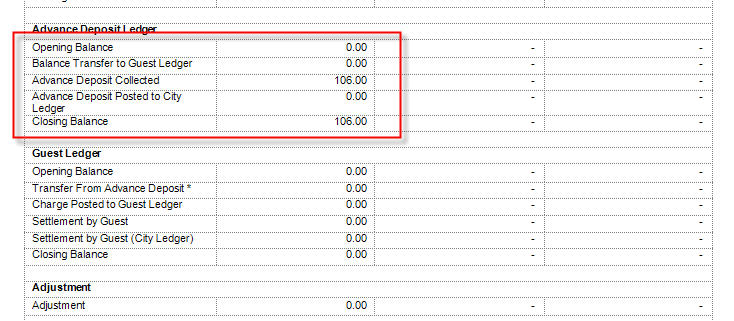 Advance Deposit Ledger
Opening Balance 0.00 - -
Balance Transfer to Guest Ledger 0.00 - -
Advance Deposit Collected 106.00 - -
Advance Deposit Posted to City 0.00 - -
Ledger
Closing Balance 106.00 - -
Guest Ledger
Opening Balance 0.00 - -
Transfer From Advance Deposit * 0.00 - -
Charge Posted to Guest Ledger 0.00 - -
Settlement by Guest 0.00 - -
Settlement by Guest (City Ledger) 0.00 - -
Closing Balance 0.00 - -
Adjustment
Adjustment 0.00 - -